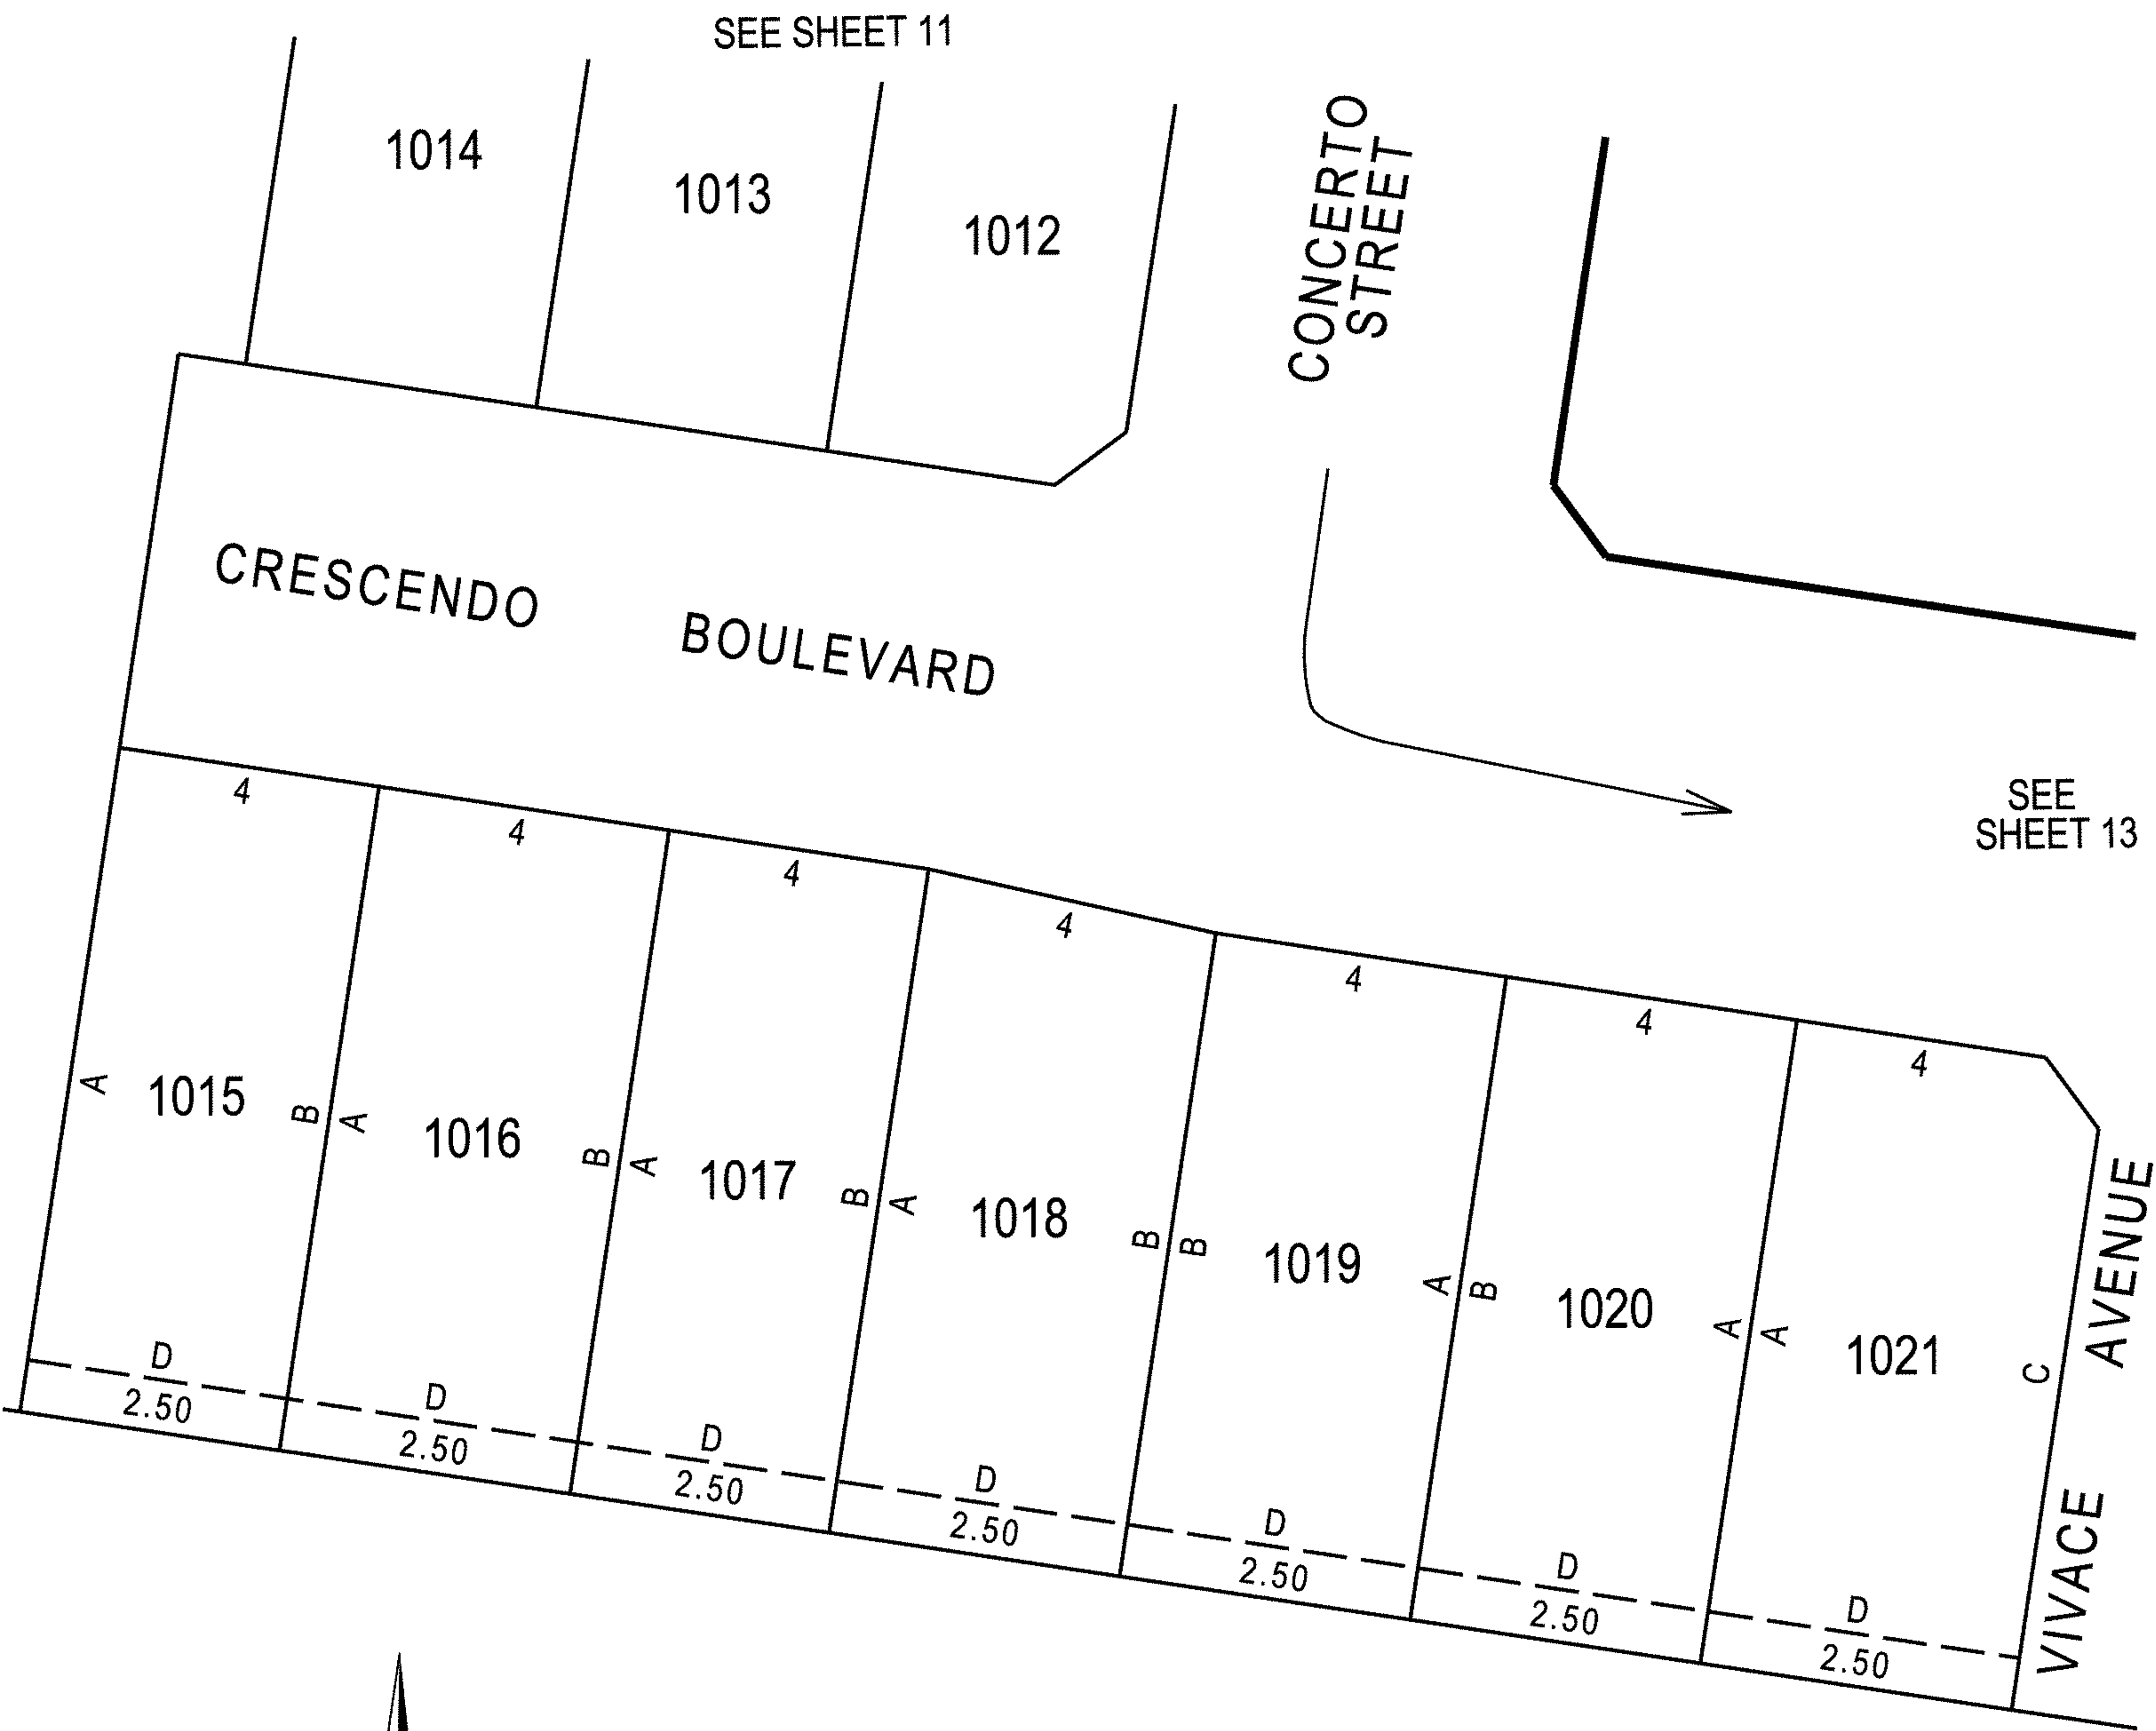 SEE SHEET 11
1014
1013
1012
CONCERTO
STREET
CRESCENDO BOULEVARD
SEE
SHEET 13
4
4
4
4
4
4
4
A 1015 B
A 1016 B
A 1017 B
A 1018 B
B 1019 A
B 1020 A
A 1021 C
VIVACE AVENUE
D
2.50
D
2.50
D
2.50
D
2.50
D
2.50
D
2.50
D
2.50